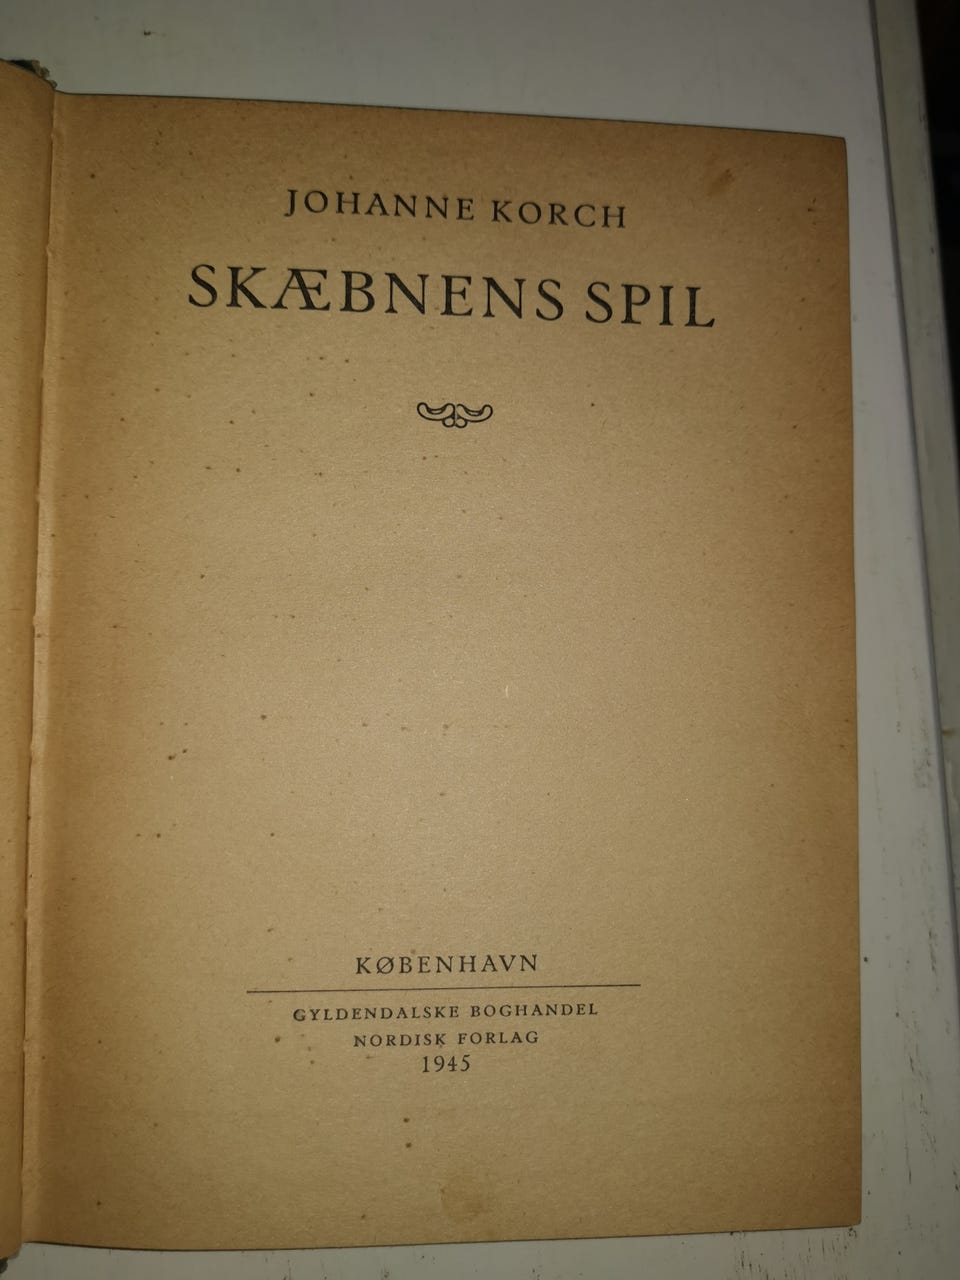 JOHANNE KORCH
SKÆBNENS SPIL
KØBENHAVN
GYLDENDALSKE BOGHANDEL
NORDISK FORLAG
1945